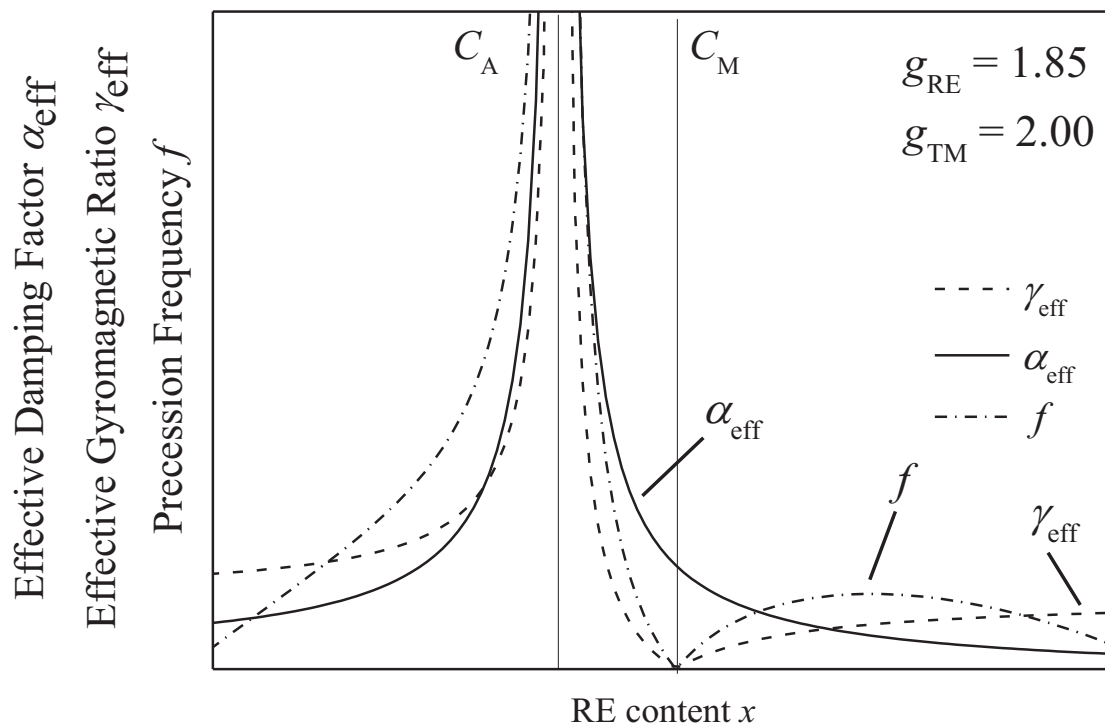 Effective Damping Factor αeff
Effective Gyromagnetic Ratio γeff
Precession Frequency f
CA
CM
gRE = 1.85
gTM = 2.00
γeff
αeff
f
αeff
f
γeff
RE content x